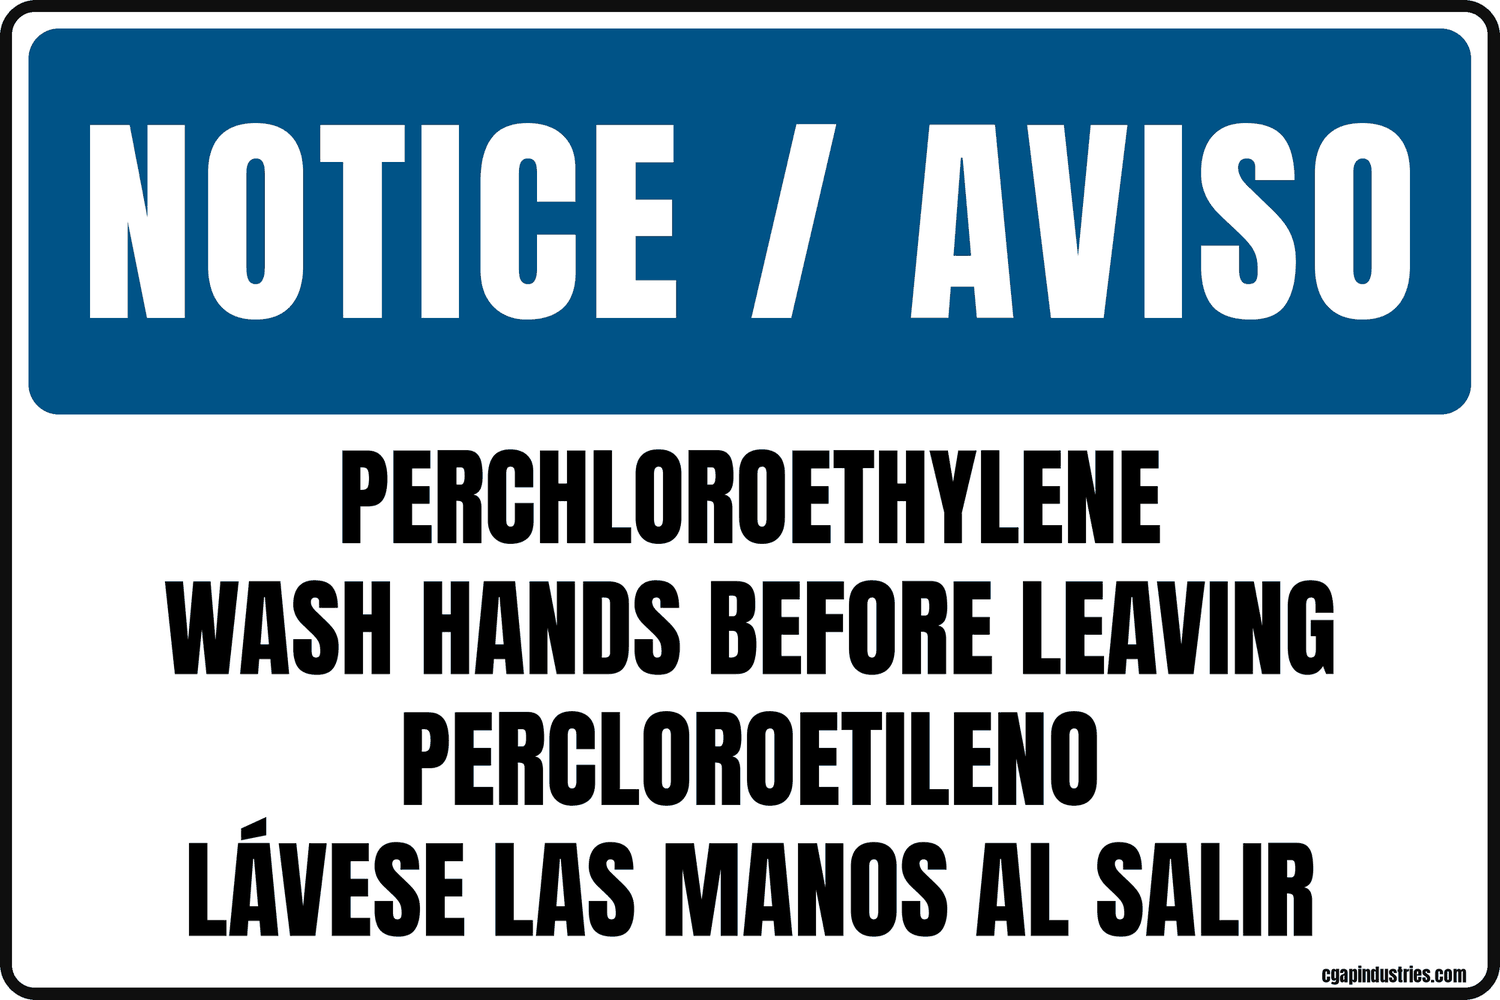 NOTICE / AVISO
PERCHLOROETHYLENE
WASH HANDS BEFORE LEAVING
PERCLOROETILENO
LÁVESE LAS MANOS AL SALIR
cgapindustries.com